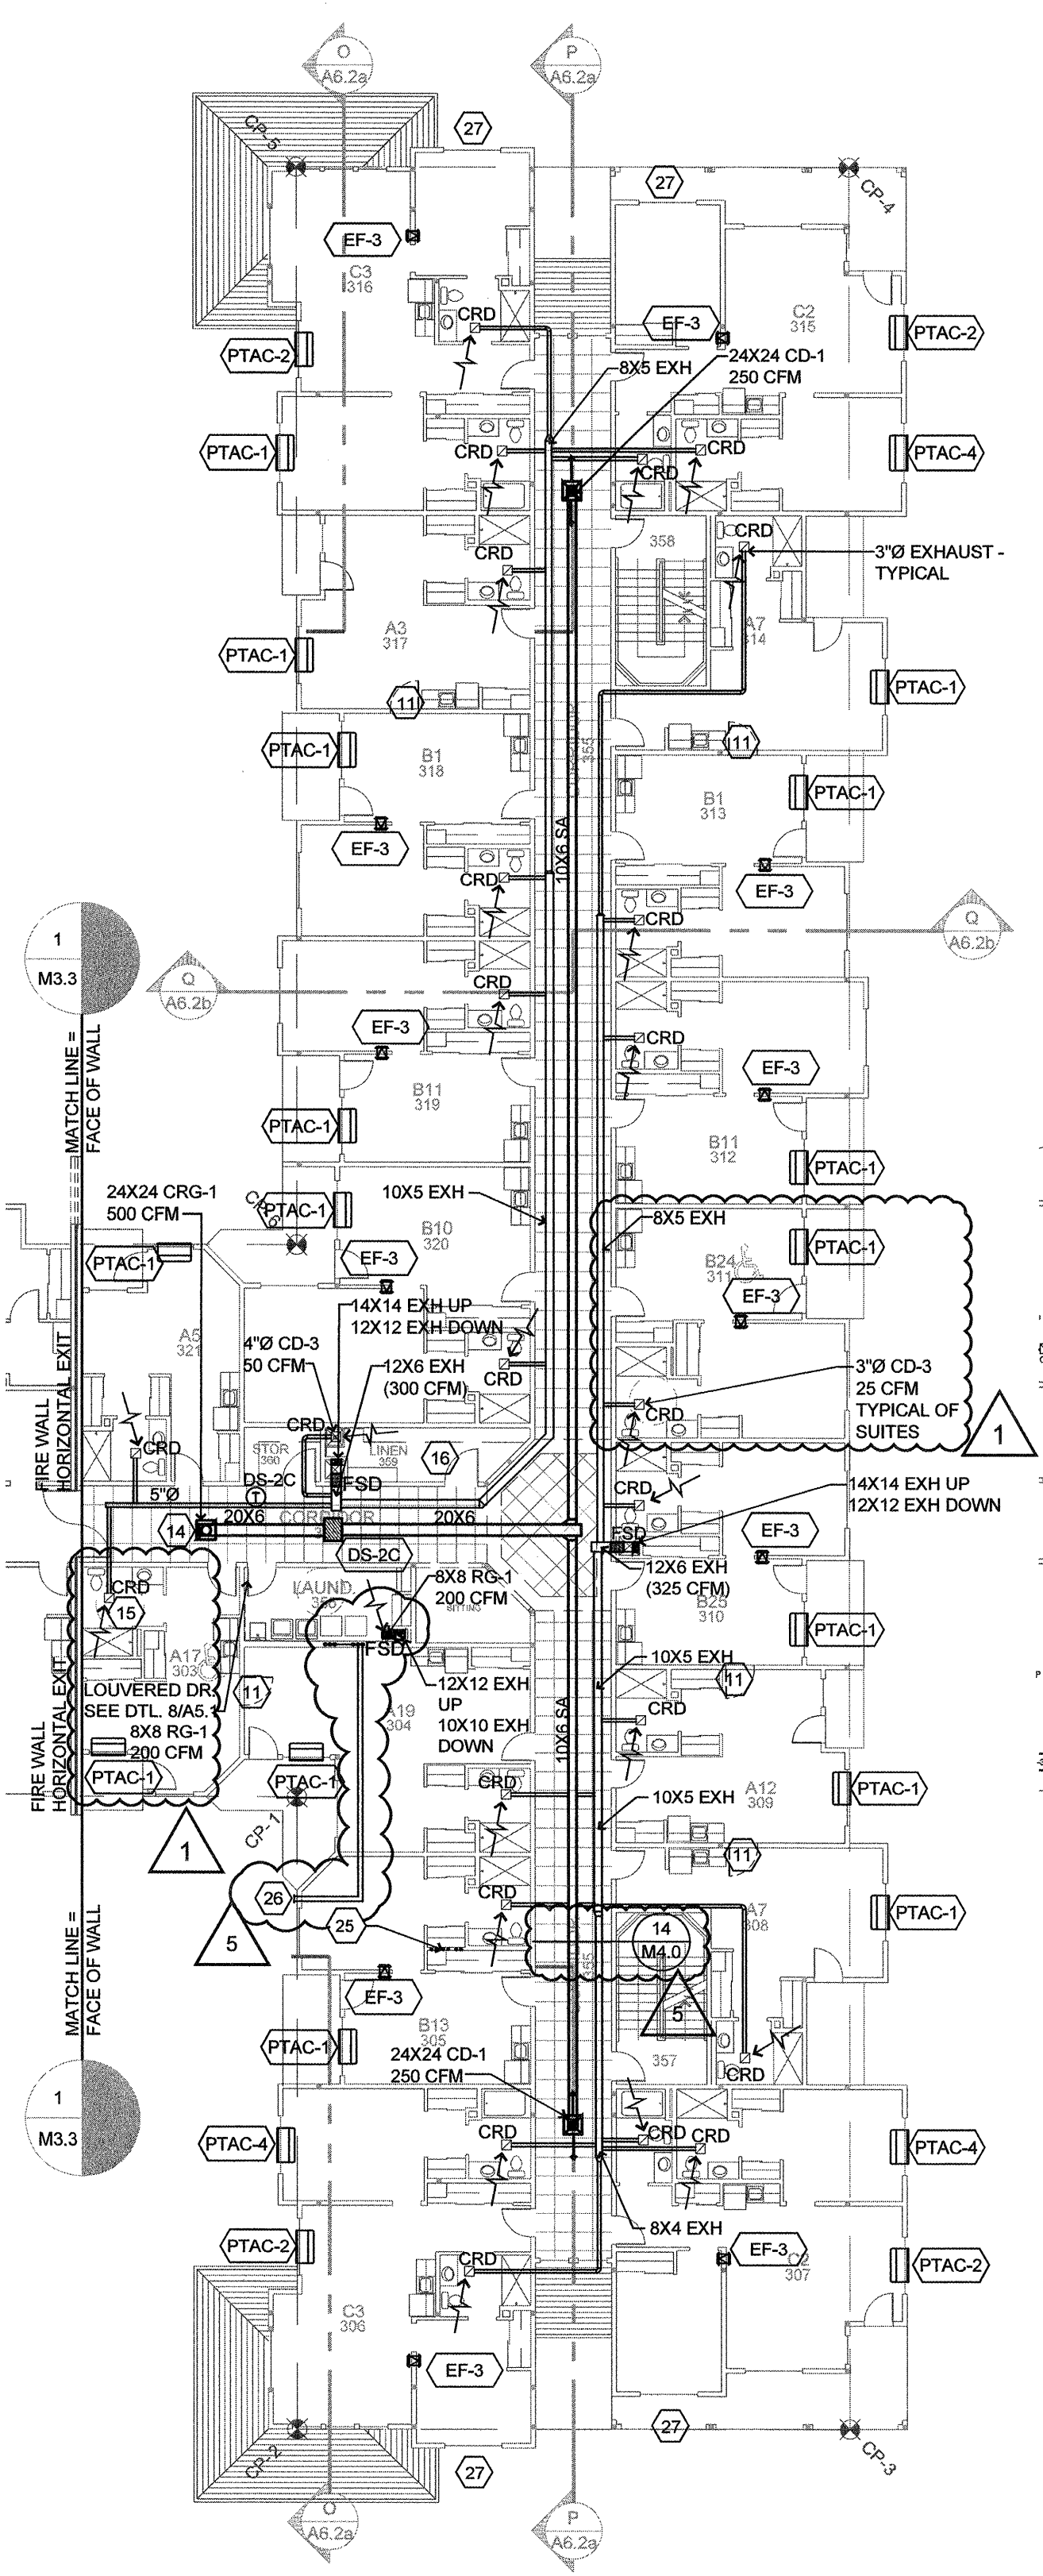 O
A6.2a
P
A6.2a
CP-5
27
27
CP-4
EF-3
C3
316
C2
315
CRD
EF-3
PTAC-2
PTAC-2
8X5 EXH
24X24 CD-1
250 CFM
PTAC-1
CRD
CRD
PTAC-4
CRD
358
CRD
3"Ø EXHAUST -
TYPICAL
A3
317
A7
314
PTAC-1
PTAC-1
11
11
PTAC-1
B1
318
355
PTAC-1
B1
313
EF-3
10X6 SA
CRD
EF-3
CRD
1
M3.3
Q
A6.2b
Q
A6.2b
CRD
EF-3
CRD
MATCH LINE =
FACE OF WALL
EF-3
B11
319
PTAC-1
B11
312
PTAC-1
24X24 CRG-1
500 CFM
PTAC-1
10X5 EXH
8X5 EXH
B10
320
PTAC-1
EF-3
B24
311
PTAC-1
EF-3
14X14 EXH UP
12X12 EXH DOWN
A5
321
4"Ø CD-3
50 CFM
12X6 EXH
(300 CFM)
CRD
3"Ø CD-3
25 CFM
TYPICAL OF
SUITES
CRD
1
FIRE WALL
HORIZONTAL EXIT
CRD
CRD
STOR
360
LINEN
359
16
DS-2C
FSD
5"Ø
T
CRD
14X14 EXH UP
12X12 EXH DOWN
14
20X6
CORRIDOR
20X6
FSD
EF-3
DS-2C
12X6 EXH
(325 CFM)
B25
310
CRD
15
LAUND.
8X8 RG-1
200 CFM
SITTING
FSD
PTAC-1
A17
303
11
10X5 EXH
11
LOUVERED DR.
SEE DTL. 8/A5.1
8X8 RG-1
200 CFM
12X12 EXH
UP
10X10 EXH
DOWN
A19
304
CRD
10X6 SA
FIRE WALL
HORIZONTAL EXIT
PTAC-1
PTAC-1
CRD
A12
309
PTAC-1
CP-1
10X5 EXH
1
11
26
CRD
A7
308
PTAC-1
5
25
14
M4.0
355
MATCH LINE =
FACE OF WALL
EF-3
5
B13
305
PTAC-1
24X24 CD-1
250 CFM
357
CRD
1
M3.3
PTAC-4
CRD
CRD
CRD
PTAC-4
8X4 EXH
PTAC-2
CRD
EF-3
C2
307
PTAC-2
C3
306
EF-3
27
27
CP-2
CP-3
O
A6.2a
P
A6.2a